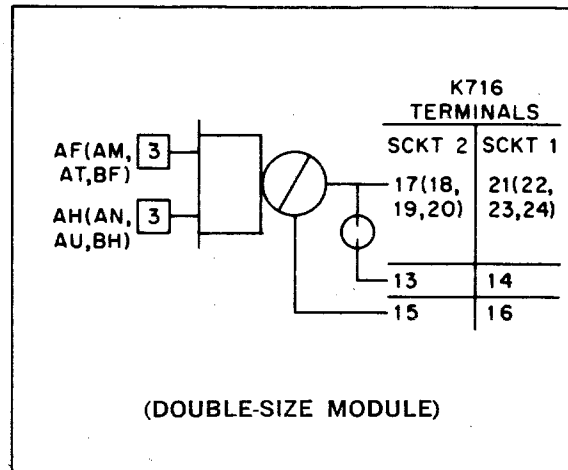 K716
TERMINALS
SCKT 2 SCKT 1
AF(AM, 3
AT,BF)
17(18, 21(22,
19,20) 23,24)
AH(AN, 3
AU,BH)
13 14
15 16
(DOUBLE-SIZE MODULE)